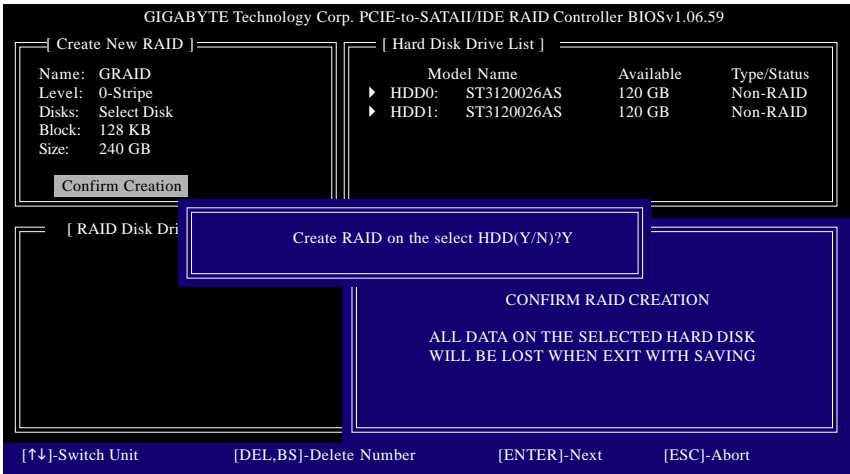 GIGABYTE Technology Corp. PCIE-to-SATAII/IDE RAID Controller BIOSv1.06.59
[ Create New RAID ]
Name: GRAID
Level: 0-Stripe
Disks: Select Disk
Block: 128 KB
Size: 240 GB
Confirm Creation
[ Hard Disk Drive List ]
Model Name Available Type/Status
HDD0: ST3120026AS 120 GB Non-RAID
HDD1: ST3120026AS 120 GB Non-RAID
[ RAID Disk Dri
Create RAID on the select HDD(Y/N)?Y
CONFIRM RAID CREATION
ALL DATA ON THE SELECTED HARD DISK
WILL BE LOST WHEN EXIT WITH SAVING
[↑↓]-Switch Unit [DEL,BS]-Delete Number [ENTER]-Next [ESC]-Abort